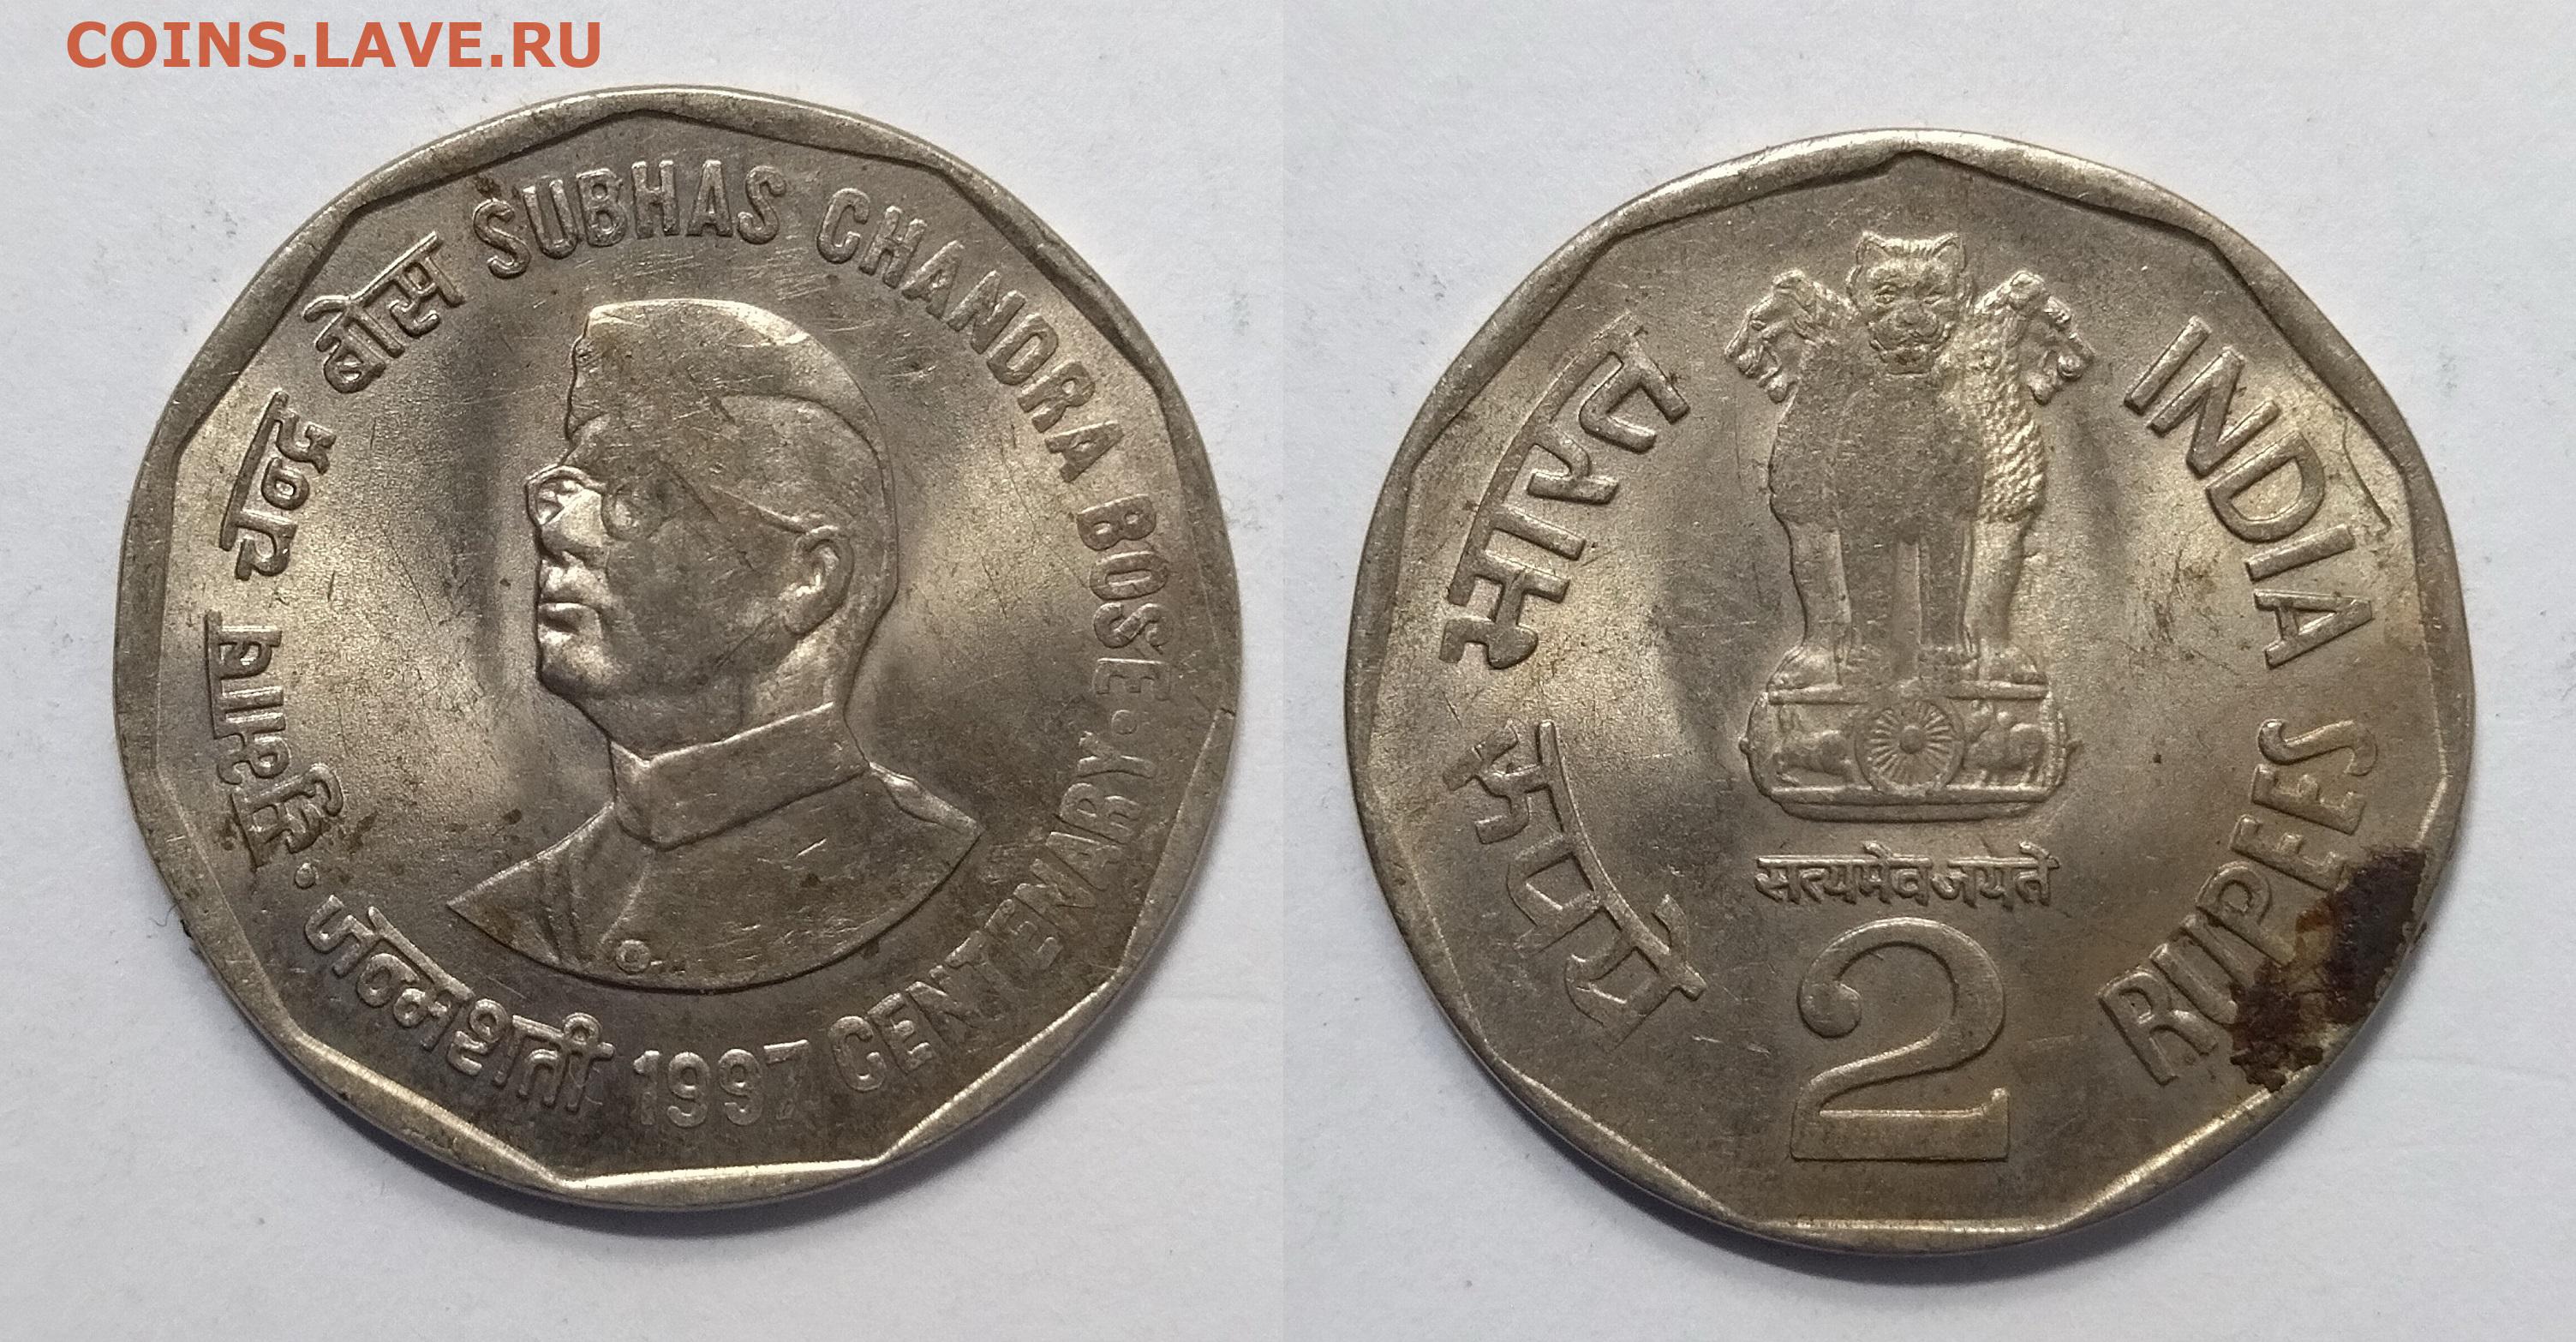 COINS.LAVE.RU
सुभाष चन्द्र बोस SUBHAS CHANDRA BOSE
जन्मशती 1997 CENTENARY
भारत INDIA
रुपये RUPEES
सत्यमेव जयते
2